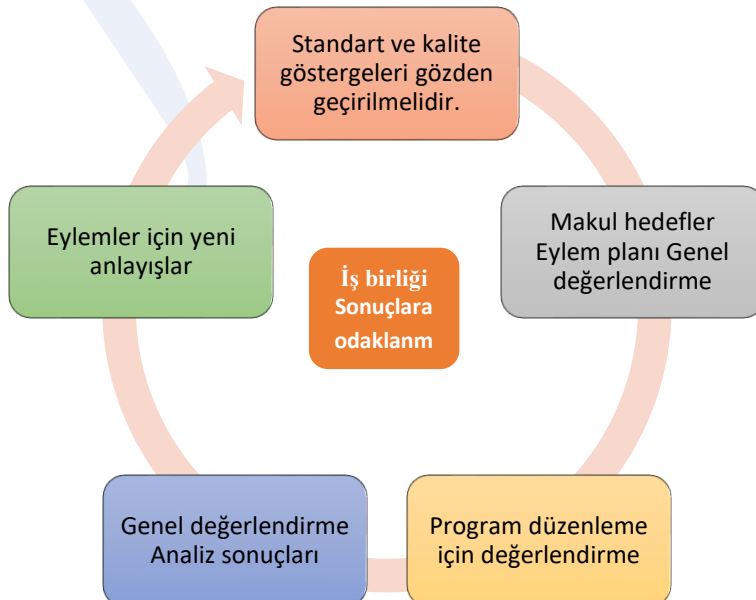 Standart ve kalite
göstergeleri gözden
geçirilmelidir.
Makul hedefler
Eylem planı Genel
değerlendirme
Program düzenleme
için değerlendirme
Genel değerlendirme
Analiz sonuçları
Eylemler için yeni
anlayışlar
İş birliği
Sonuçlara
odaklanm